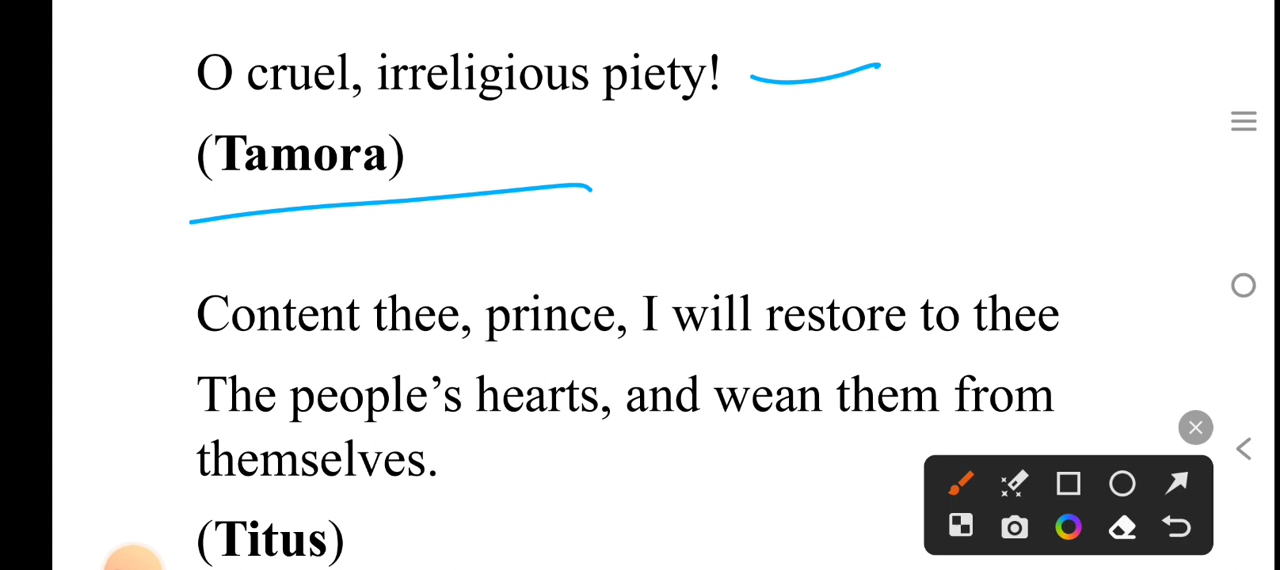 O cruel, irreligious piety!
(Tamora)
Content thee, prince, I will restore to thee
The people’s hearts, and wean them from
themselves.
(Titus)